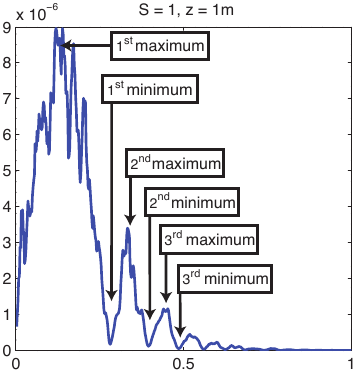 S = 1, z = 1m
x 10⁻⁶
9
1ˢᵗ maximum
8
7
1ˢᵗ minimum
6
5
2ⁿᵈ maximum
4
2ⁿᵈ minimum
3
3ʳᵈ maximum
2
3ʳᵈ minimum
1
0
0 0.5 1